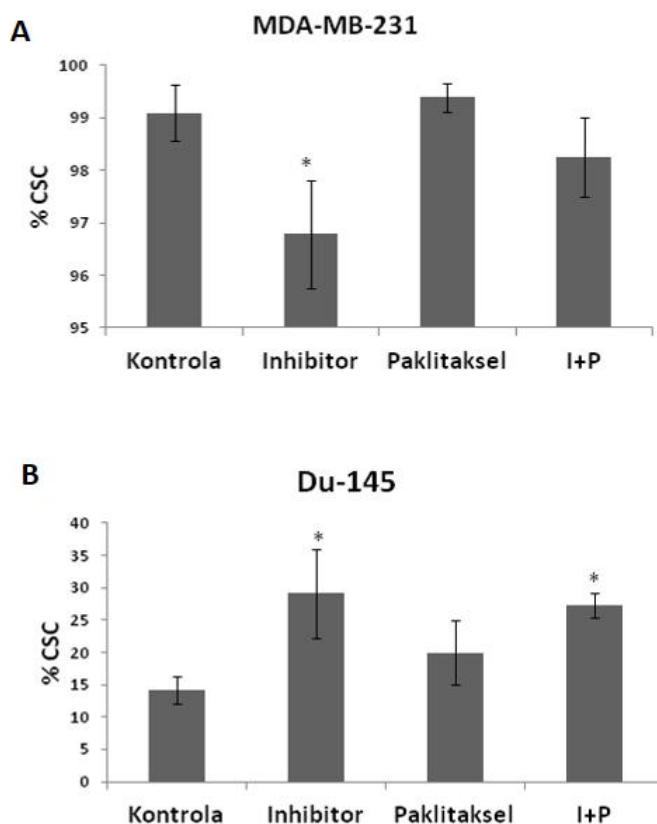 A
MDA-MB-231
100
99
98
97
96
95
% CSC
*
Kontrola Inhibitor Paklitaksel I+P
B
Du-145
40
35
30
25
20
15
10
5
0
% CSC
*
*
Kontrola Inhibitor Paklitaksel I+P